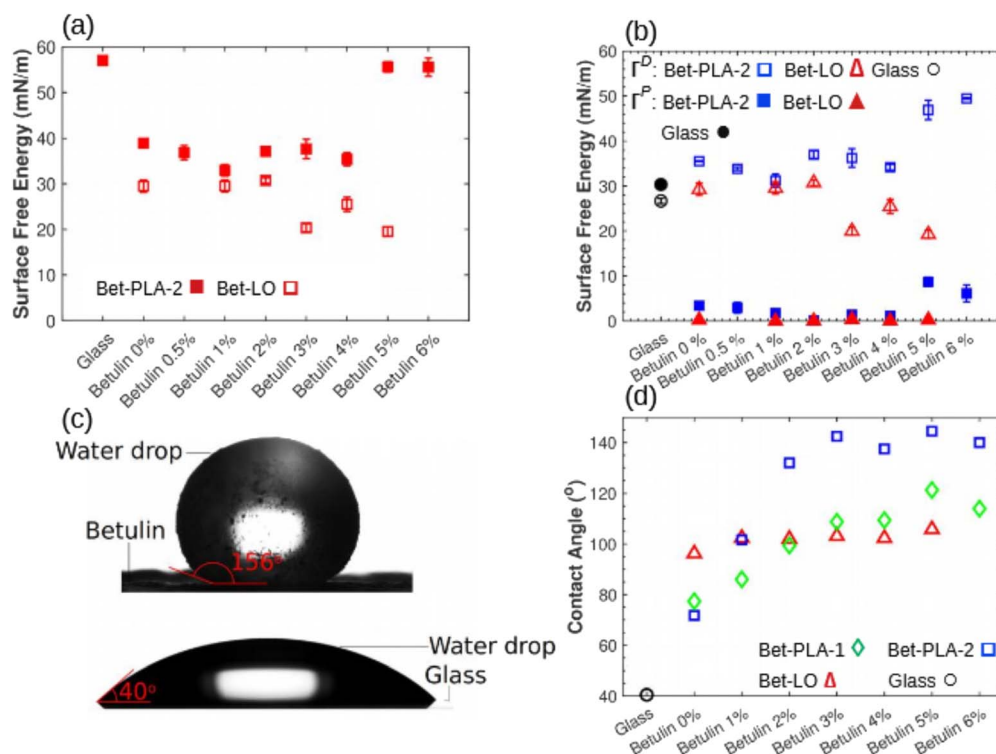 (a)
Surface Free Energy (mN/m)
60
50
40
30
20
10
0
Bet-PLA-2 Bet-LO
Glass
Betulin 0%
Betulin 0.5%
Betulin 1%
Betulin 2%
Betulin 3%
Betulin 4%
Betulin 5%
Betulin 6%
(b)
Surface Free Energy (mN/m)
60
50
40
30
20
10
0
Γᴰ: Bet-PLA-2 Bet-LO Glass
Γᴾ: Bet-PLA-2 Bet-LO
Glass
Glass
Betulin 0 %
Betulin 0.5 %
Betulin 1 %
Betulin 2 %
Betulin 3 %
Betulin 4 %
Betulin 5 %
Betulin 6 %
(c)
Water drop
Betulin
156°
Water drop
Glass
40°
(d)
Contact Angle (°)
140
120
100
80
60
40
Bet-PLA-1 Bet-PLA-2
Bet-LO Glass
Glass
Betulin 0%
Betulin 1%
Betulin 2%
Betulin 3%
Betulin 4%
Betulin 5%
Betulin 6%